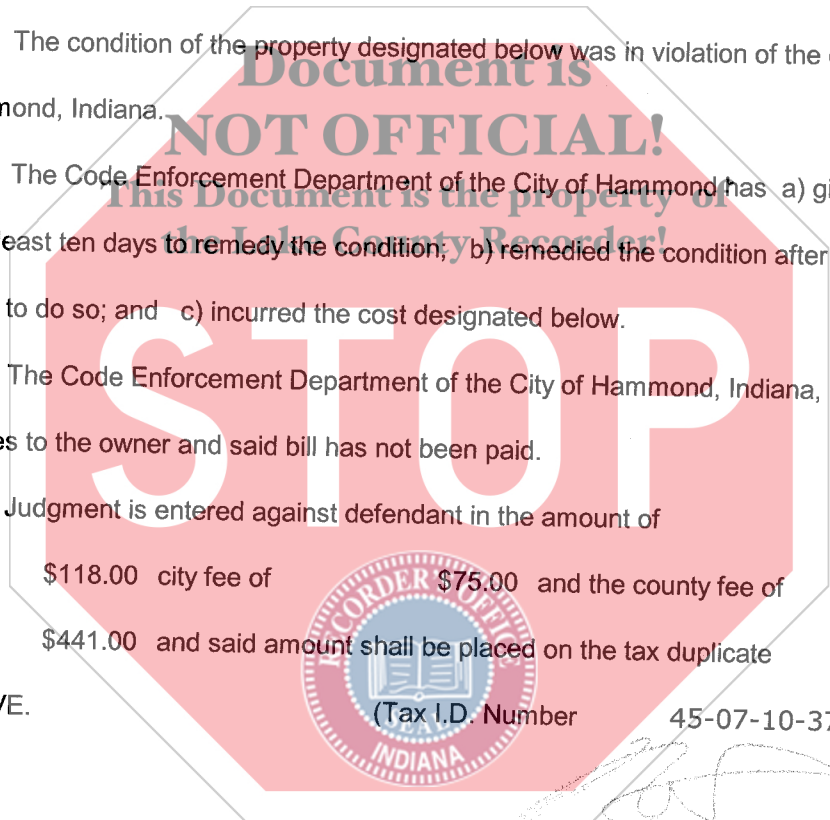 The condition of the property designated below was in violation of the
Document is
mond, Indiana.
NOT OFFICIAL!
The Code Enforcement Department of the City of Hammond has a) gi
This Document is the property of
the Lake County Recorder!
east ten days to remedy the condition; b) remedied the condition after
to do so; and c) incurred the cost designated below.
STOP
The Code Enforcement Department of the City of Hammond, Indiana,
es to the owner and said bill has not been paid.
Judgment is entered against defendant in the amount of
$118.00 city fee of $75.00 and the county fee of
RECORDER'S OFFICE
$441.00 and said amount shall be placed on the tax duplicate
VE. (Tax I.D. Number 45-07-10-37
SEAL
INDIANA